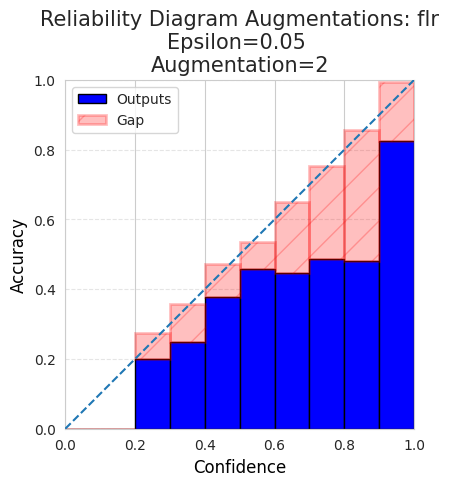 Reliability Diagram Augmentations: flr
Epsilon=0.05
Augmentation=2
1.0
0.8
0.6
0.4
0.2
0.0
Accuracy
Outputs
Gap
0.0 0.2 0.4 0.6 0.8 1.0
Confidence